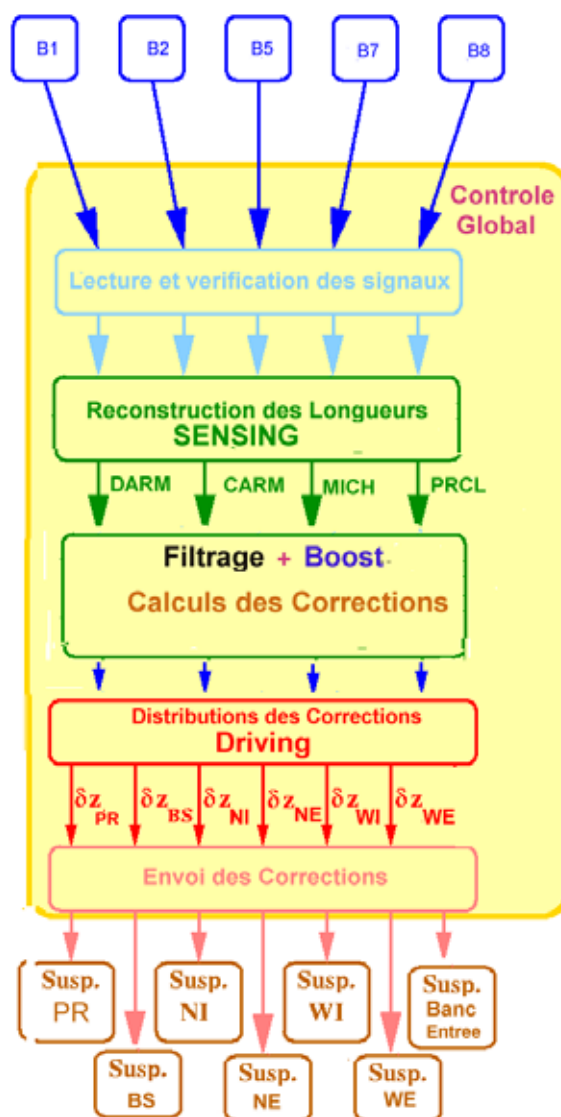 B1 B2 B5 B7 B8
Controle
Global
Lecture et verification des signaux
Reconstruction des Longueurs
SENSING
DARM CARM MICH PRCL
Filtrage + Boost
Calculs des Corrections
Distributions des Corrections
Driving
δz PR δz BS δz NI δz NE δz WI δz WE
Envoi des Corrections
Susp.
PR
Susp.
NI
Susp.
WI
Susp.
Banc
Entree
Susp.
BS
Susp.
NE
Susp.
WE